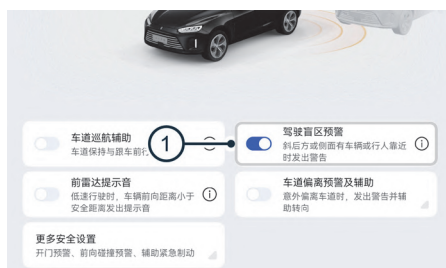 车道巡航辅助
车道保持与跟车前行
1
驾驶盲区预警
斜后方或侧面有车辆或行人靠近
时发出警告
前雷达提示音
低速行驶时，车辆前向距离小于
安全距离发出提示音
车道偏离预警及辅助
意外偏离车道时，发出警告并辅
助转向
更多安全设置
开门预警、前向碰撞预警、辅助紧急制动